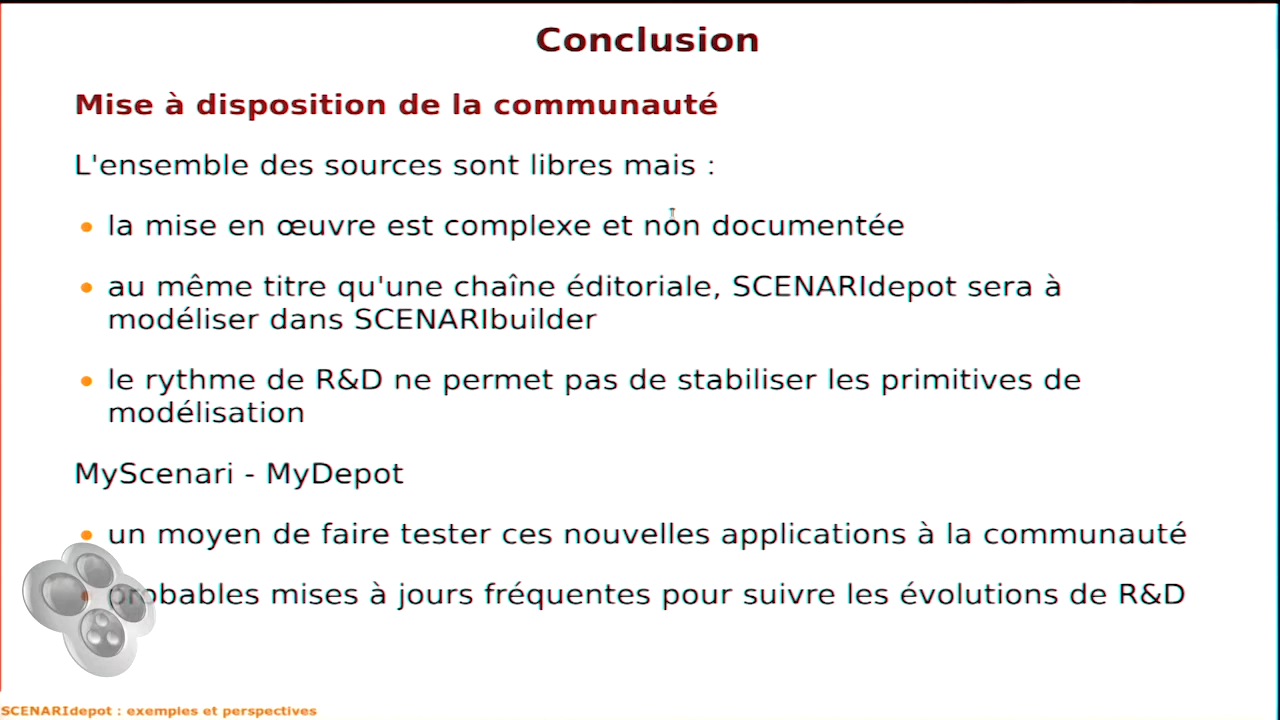 Conclusion
Mise à disposition de la communauté
L'ensemble des sources sont libres mais :
la mise en œuvre est complexe et non documentée
au même titre qu'une chaîne éditoriale, SCENARIdepot sera à
modéliser dans SCENARIbuilder
le rythme de R&D ne permet pas de stabiliser les primitives de
modélisation
MyScenari - MyDepot
un moyen de faire tester ces nouvelles applications à la communauté
probables mises à jours fréquentes pour suivre les évolutions de R&D
SCENARIdepot : exemples et perspectives